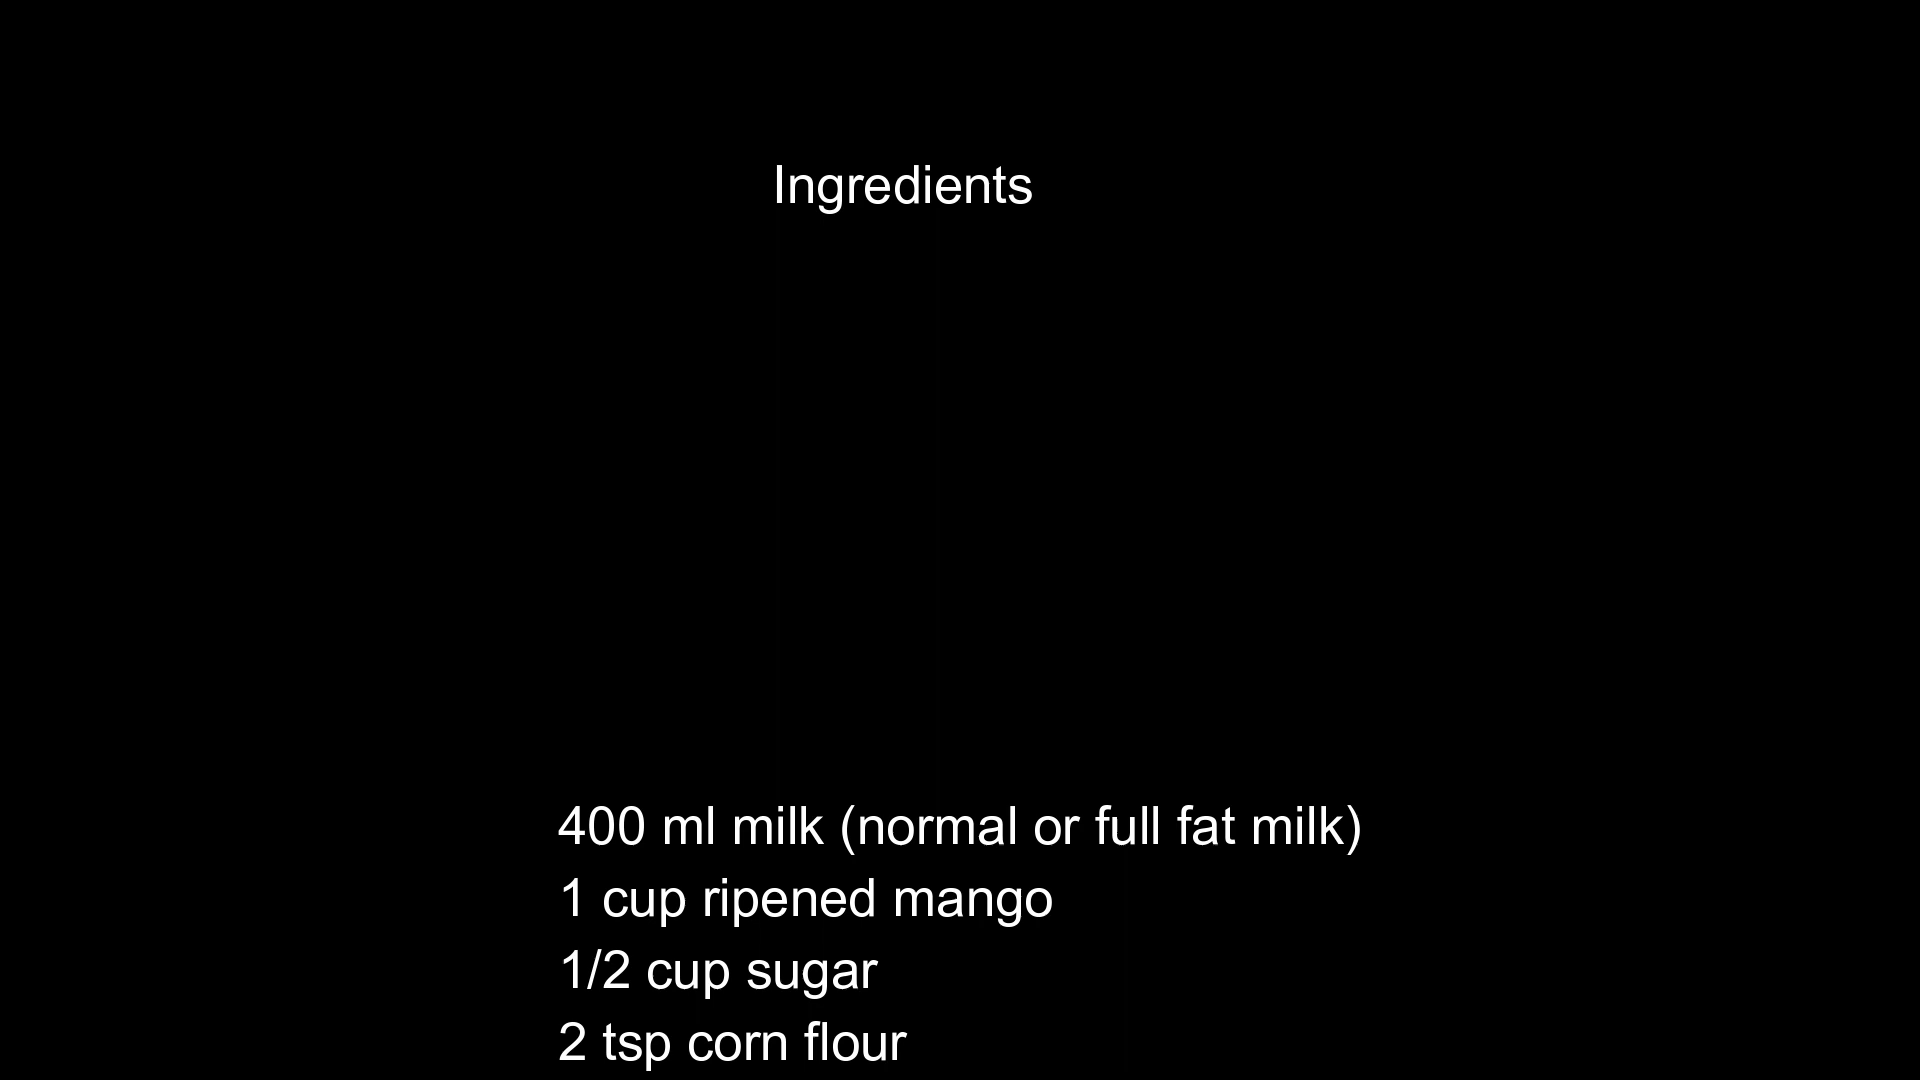 Ingredients
400 ml milk (normal or full fat milk)
1 cup ripened mango
1/2 cup sugar
2 tsp corn flour